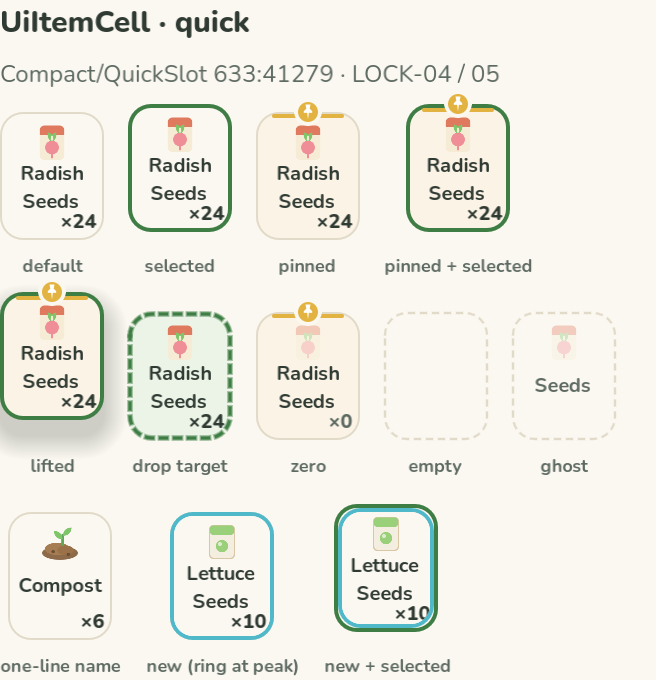 UiItemCell · quick
Compact/QuickSlot 633:41279 · LOCK-04 / 05
Radish
Seeds
×24
default
Radish
Seeds
×24
selected
Radish
Seeds
×24
pinned
Radish
Seeds
×24
pinned + selected
Radish
Seeds
×24
lifted
Radish
Seeds
×24
drop target
Radish
Seeds
×0
zero
empty
Seeds
ghost
Compost
×6
one-line name
Lettuce
Seeds
×10
new (ring at peak)
Lettuce
Seeds
×10
new + selected